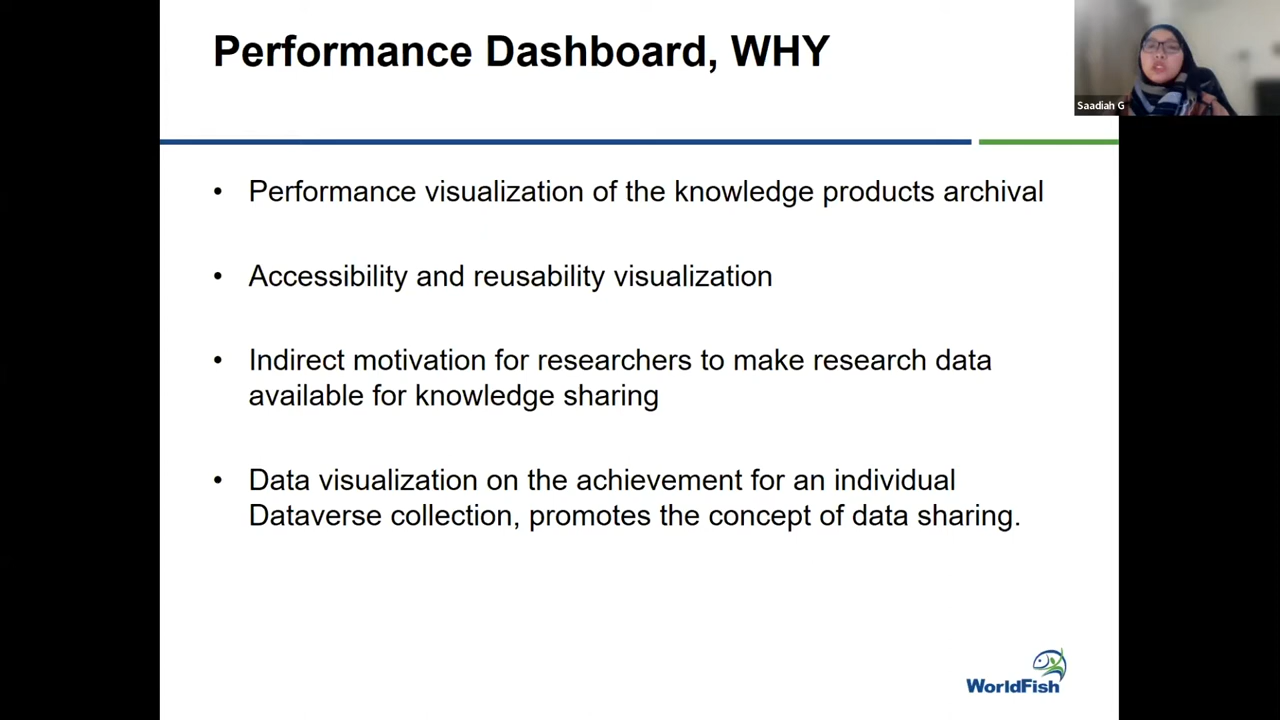 Performance Dashboard, WHY
Saadiah G
• Performance visualization of the knowledge products archival
• Accessibility and reusability visualization
• Indirect motivation for researchers to make research data
available for knowledge sharing
• Data visualization on the achievement for an individual
Dataverse collection, promotes the concept of data sharing.
WorldFish